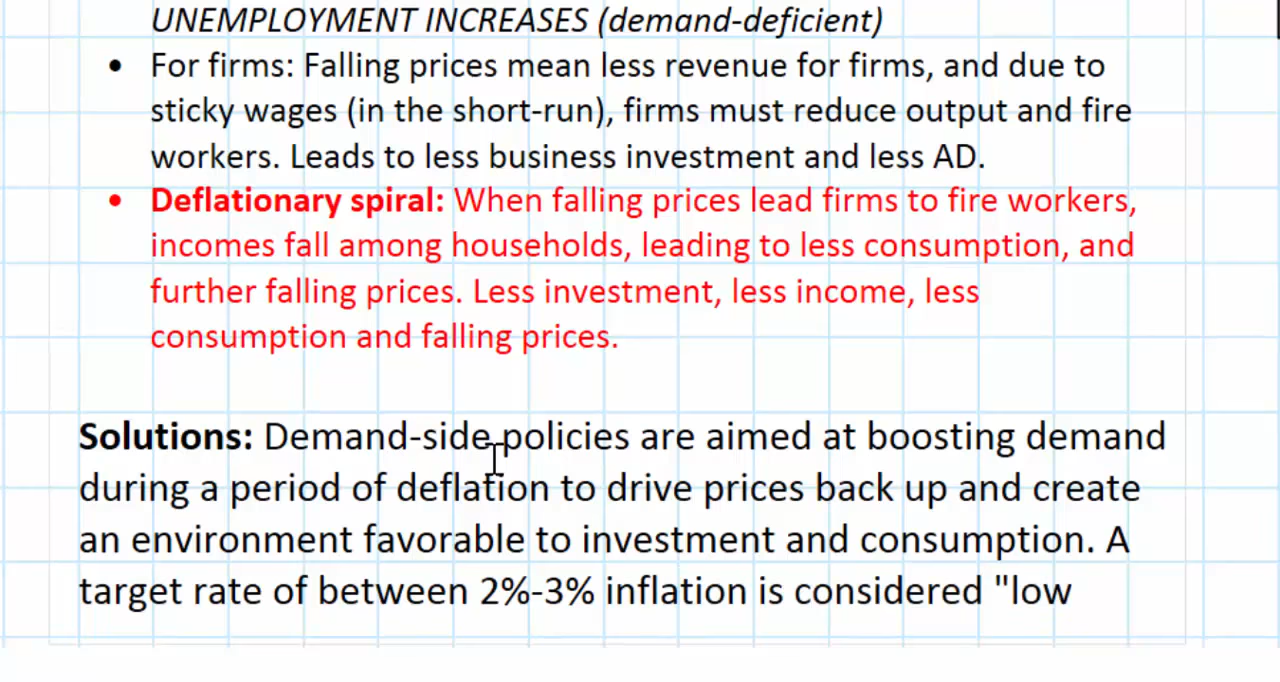 UNEMPLOYMENT INCREASES (demand-deficient)
• For firms: Falling prices mean less revenue for firms, and due to
sticky wages (in the short-run), firms must reduce output and fire
workers. Leads to less business investment and less AD.
• Deflationary spiral: When falling prices lead firms to fire workers,
incomes fall among households, leading to less consumption, and
further falling prices. Less investment, less income, less
consumption and falling prices.
Solutions: Demand-side policies are aimed at boosting demand
during a period of deflation to drive prices back up and create
an environment favorable to investment and consumption. A
target rate of between 2%-3% inflation is considered "low